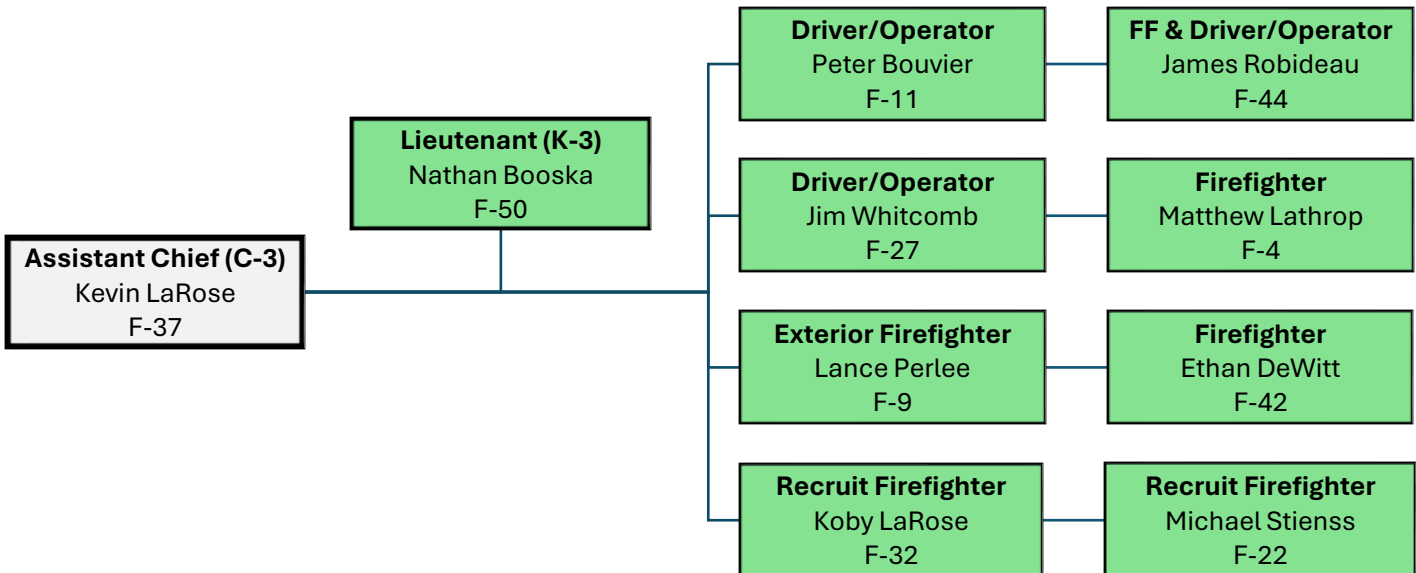 Assistant Chief (C-3)
Kevin LaRose
F-37
Lieutenant (K-3)
Nathan Booska
F-50
Driver/Operator
Peter Bouvier
F-11
FF & Driver/Operator
James Robideau
F-44
Driver/Operator
Jim Whitcomb
F-27
Firefighter
Matthew Lathrop
F-4
Exterior Firefighter
Lance Perlee
F-9
Firefighter
Ethan DeWitt
F-42
Recruit Firefighter
Koby LaRose
F-32
Recruit Firefighter
Michael Stienss
F-22